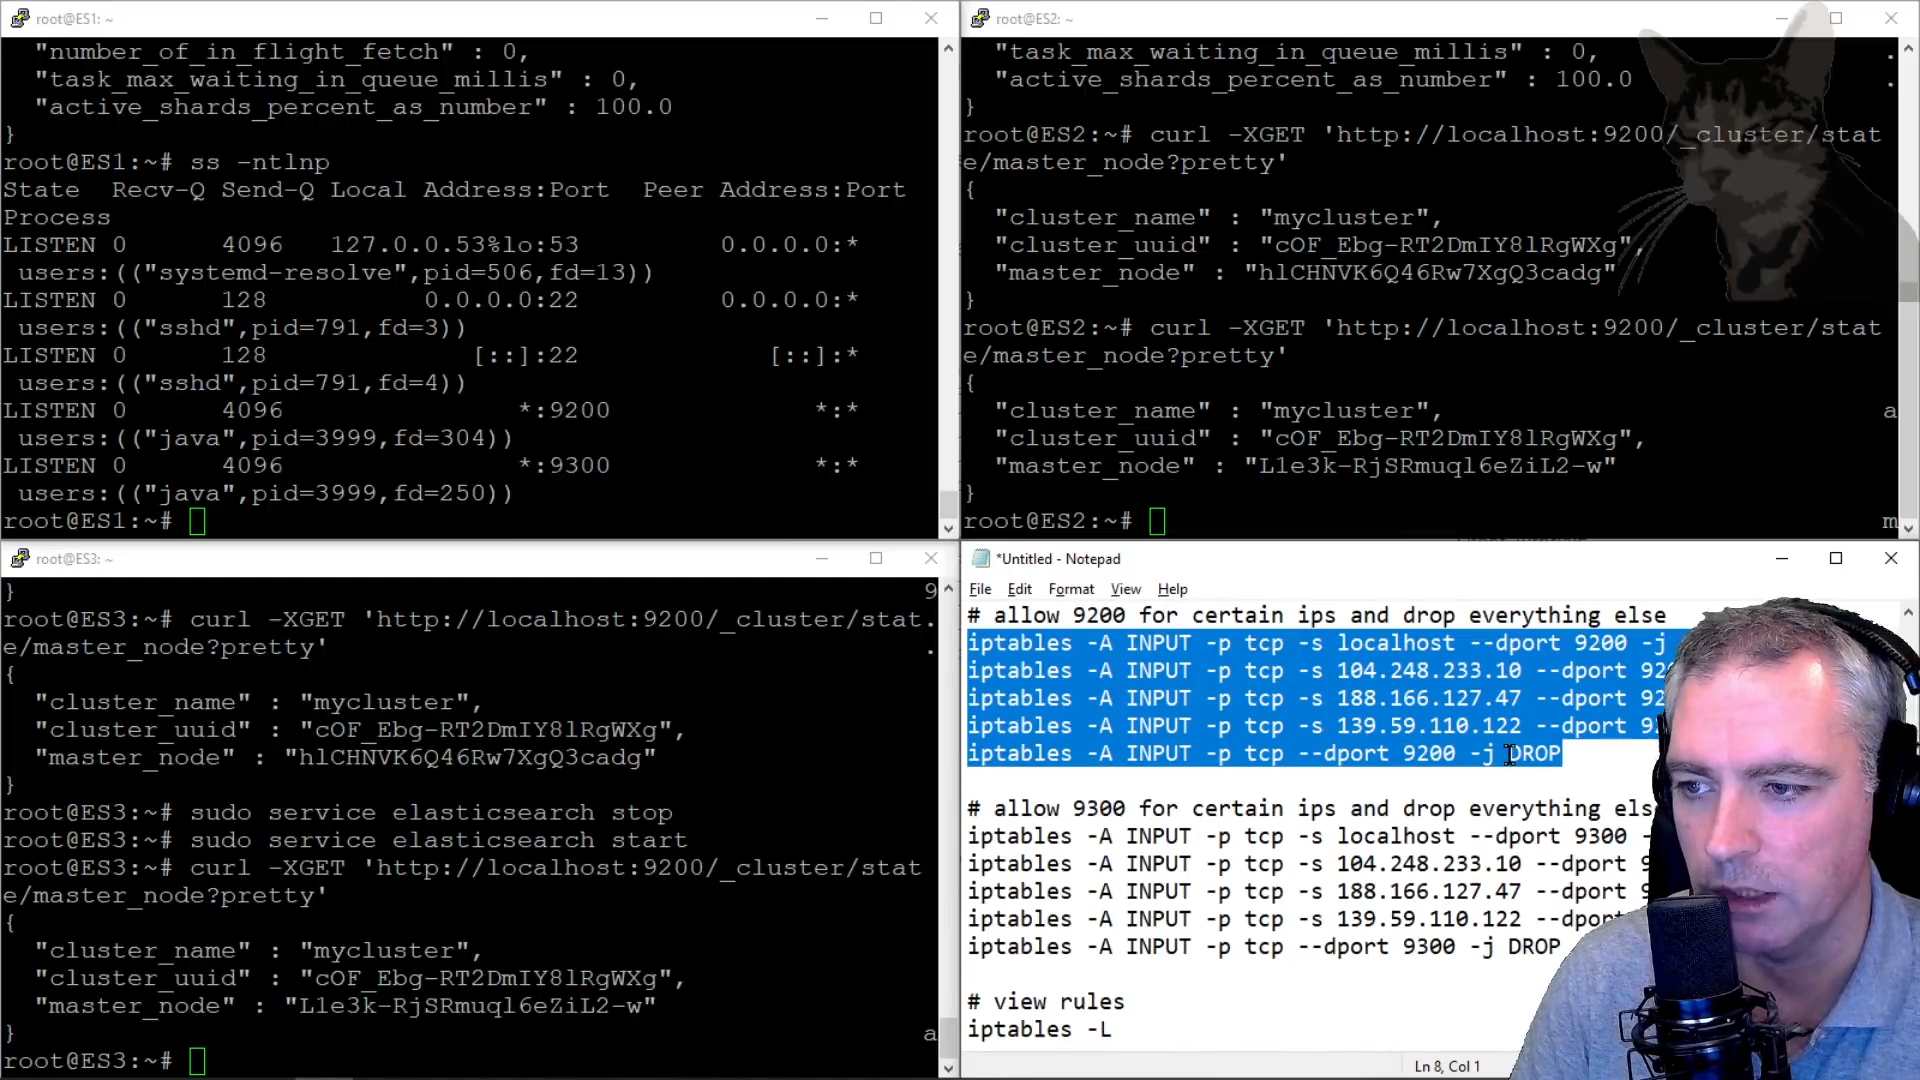 root@ES1: ~
"number_of_in_flight_fetch" : 0,
"task_max_waiting_in_queue_millis" : 0,
"active_shards_percent_as_number" : 100.0
}
root@ES1:~# ss -ntlnp
State Recv-Q Send-Q Local Address:Port Peer Address:Port
Process
LISTEN 0 4096 127.0.0.53%lo:53 0.0.0.0:*
users:(("systemd-resolve",pid=506,fd=13))
LISTEN 0 128 0.0.0.0:22 0.0.0.0:*
users:(("sshd",pid=791,fd=3))
LISTEN 0 128 [::]:22 [::]:*
users:(("sshd",pid=791,fd=4))
LISTEN 0 4096 *:9200 *:*
users:(("java",pid=3999,fd=304))
LISTEN 0 4096 *:9300 *:*
users:(("java",pid=3999,fd=250))
root@ES1:~#
root@ES2: ~
"task_max_waiting_in_queue_millis" : 0, .
"active_shards_percent_as_number" : 100.0 .
}
root@ES2:~# curl -XGET 'http://localhost:9200/_cluster/stat
e/master_node?pretty'
{
"cluster_name" : "mycluster",
"cluster_uuid" : "cOF_Ebg-RT2DmIY8lRgWXg",
"master_node" : "hlCHNVK6Q46Rw7XgQ3cadg"
}
root@ES2:~# curl -XGET 'http://localhost:9200/_cluster/stat
e/master_node?pretty'
{
"cluster_name" : "mycluster", a
"cluster_uuid" : "cOF_Ebg-RT2DmIY8lRgWXg",
"master_node" : "L1e3k-RjSRmuql6eZiL2-w"
}
root@ES2:~# m
root@ES3: ~
} 9
root@ES3:~# curl -XGET 'http://localhost:9200/_cluster/stat.
e/master_node?pretty' .
{
"cluster_name" : "mycluster",
"cluster_uuid" : "cOF_Ebg-RT2DmIY8lRgWXg",
"master_node" : "hlCHNVK6Q46Rw7XgQ3cadg"
}
root@ES3:~# sudo service elasticsearch stop
root@ES3:~# sudo service elasticsearch start
root@ES3:~# curl -XGET 'http://localhost:9200/_cluster/stat
e/master_node?pretty'
{
"cluster_name" : "mycluster",
"cluster_uuid" : "cOF_Ebg-RT2DmIY8lRgWXg",
"master_node" : "L1e3k-RjSRmuql6eZiL2-w"
} a
root@ES3:~#
*Untitled - Notepad
File Edit Format View Help
# allow 9200 for certain ips and drop everything else
iptables -A INPUT -p tcp -s localhost --dport 9200 -j
iptables -A INPUT -p tcp -s 104.248.233.10 --dport
iptables -A INPUT -p tcp -s 188.166.127.47 --dport
iptables -A INPUT -p tcp -s 139.59.110.122 --dport
iptables -A INPUT -p tcp --dport 9200 -j DROP
# allow 9300 for certain ips and drop everything else
iptables -A INPUT -p tcp -s localhost --dport 9300
iptables -A INPUT -p tcp -s 104.248.233.10 --dport
iptables -A INPUT -p tcp -s 188.166.127.47 --dport
iptables -A INPUT -p tcp -s 139.59.110.122 --dport
iptables -A INPUT -p tcp --dport 9300 -j DROP
# view rules
iptables -L
Ln 8, Col 1